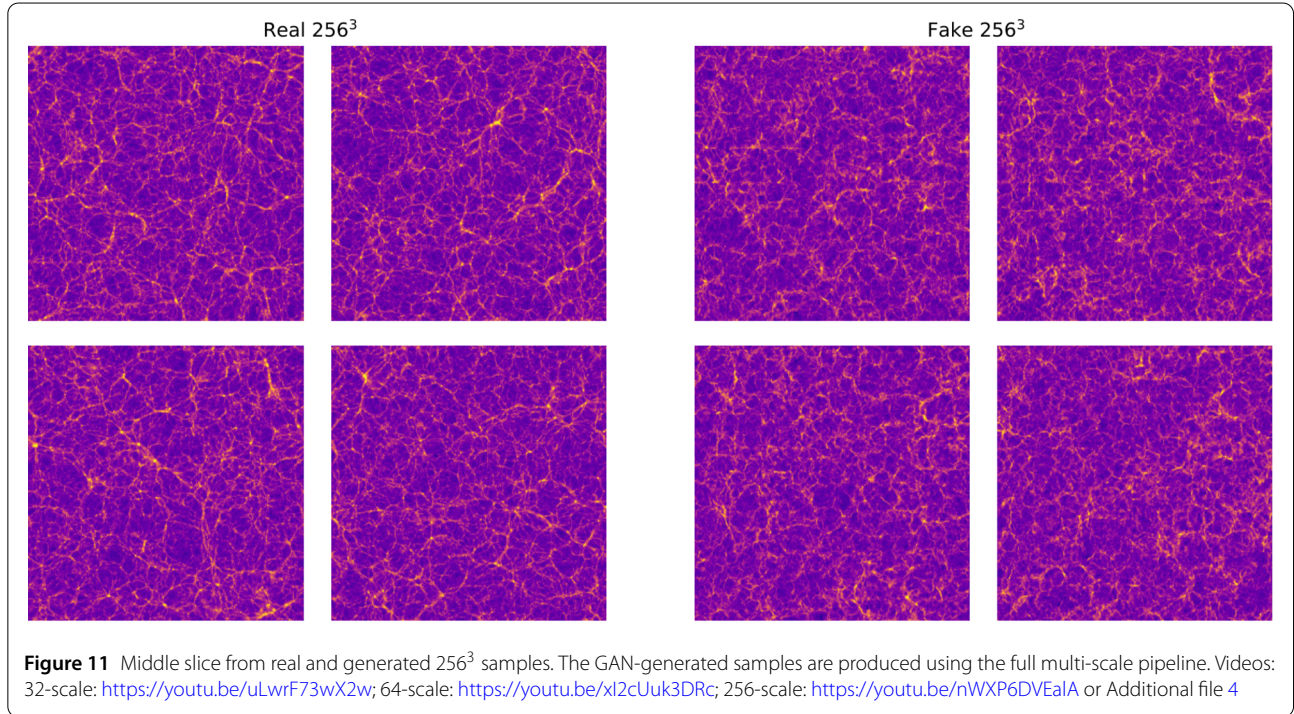 Real 256³
Fake 256³
Figure 11 Middle slice from real and generated 256³ samples. The GAN-generated samples are produced using the full multi-scale pipeline. Videos:
32-scale: https://youtu.be/uLwrF73wX2w; 64-scale: https://youtu.be/xI2cUuk3DRc; 256-scale: https://youtu.be/nWXP6DVEalA or Additional file 4